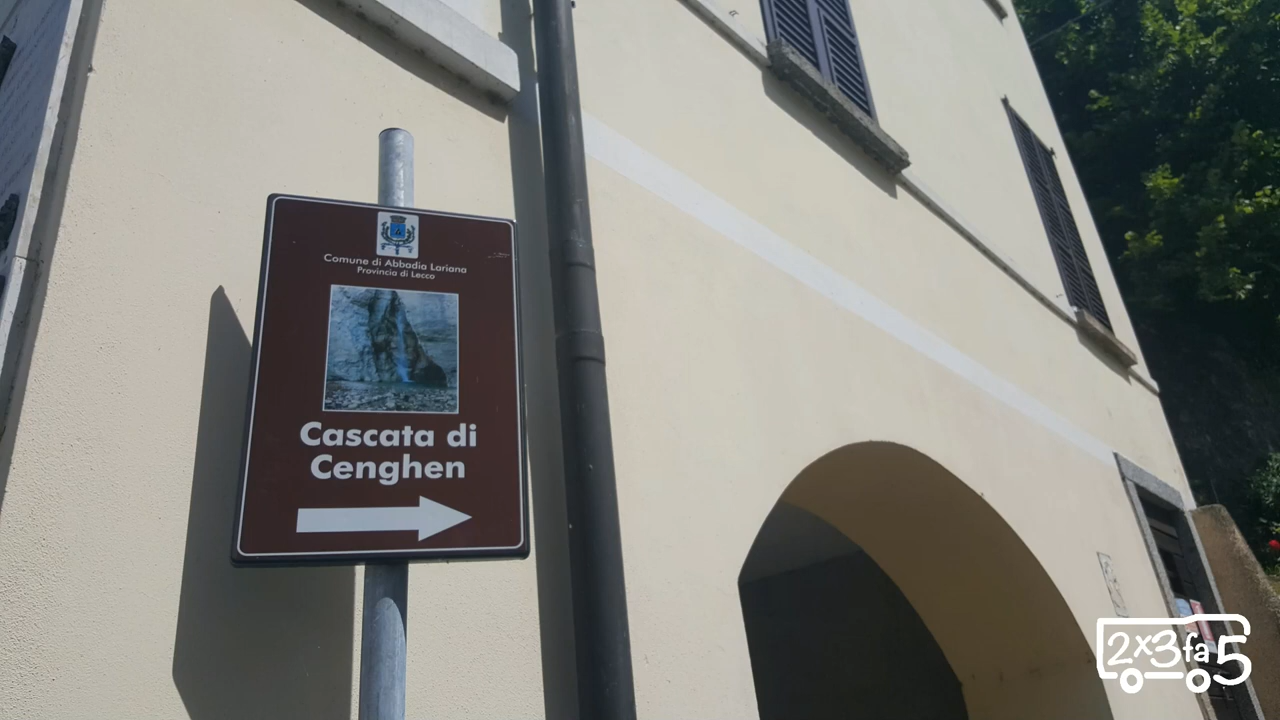 Comune di Abbadia Lariana
Provincia di Lecco
Cascata di
Cenghen
2x3fa5